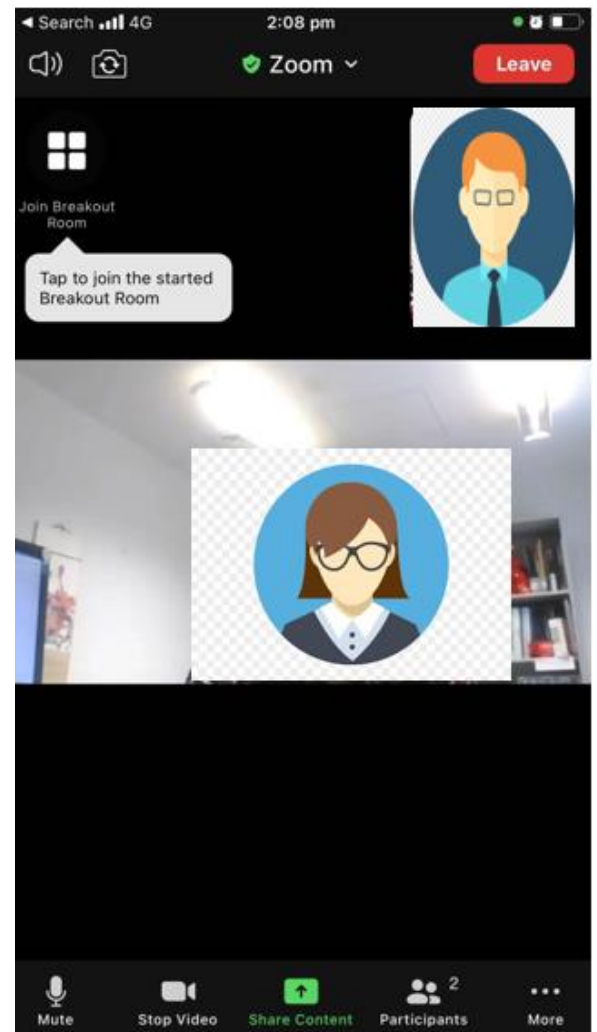 Search 4G 2:08 pm
Zoom Leave
Join Breakout
Room
Tap to join the started
Breakout Room
2
Mute Stop Video Share Content Participants More